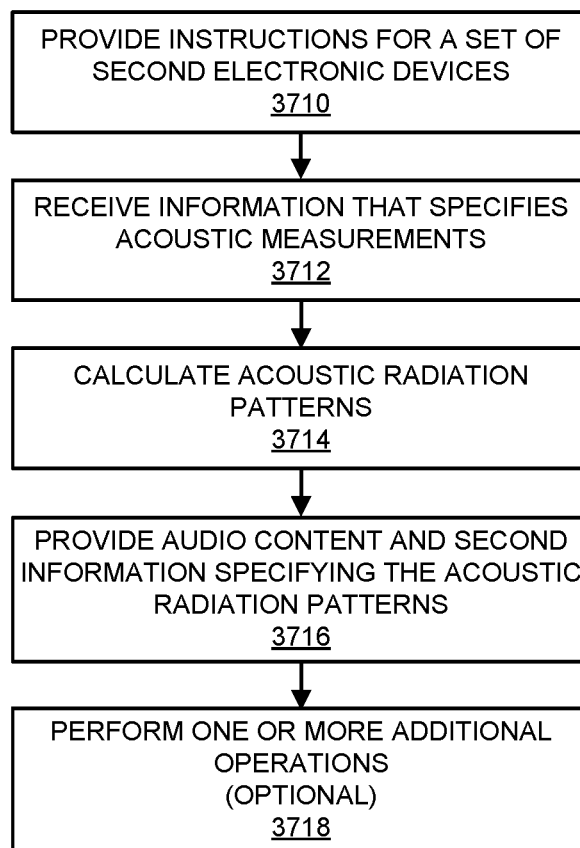 PROVIDE INSTRUCTIONS FOR A SET OF
SECOND ELECTRONIC DEVICES
3710
RECEIVE INFORMATION THAT SPECIFIES
ACOUSTIC MEASUREMENTS
3712
CALCULATE ACOUSTIC RADIATION
PATTERNS
3714
PROVIDE AUDIO CONTENT AND SECOND
INFORMATION SPECIFYING THE ACOUSTIC
RADIATION PATTERNS
3716
PERFORM ONE OR MORE ADDITIONAL
OPERATIONS
(OPTIONAL)
3718